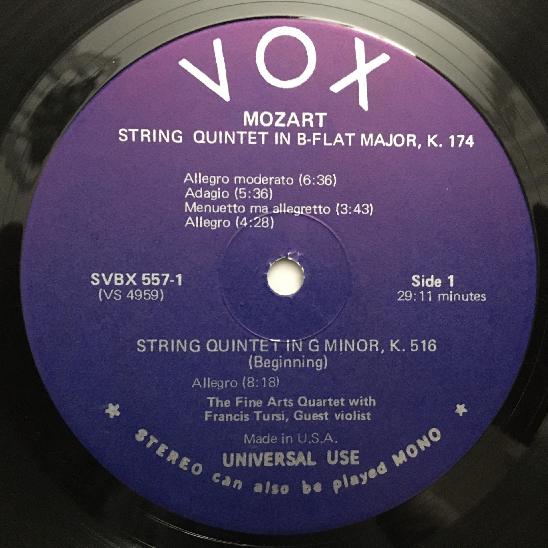 VOX
MOZART
STRING QUINTET IN B-FLAT MAJOR, K. 174
Allegro moderato (6:36)
Adagio (5:36)
Menuetto ma allegretto (3:43)
Allegro (4:28)
SVBX 557-1
(VS 4959)
Side 1
29:11 minutes
STRING QUINTET IN G MINOR, K. 516
(Beginning)
Allegro (8:18)
The Fine Arts Quartet with
Francis Tursi, Guest violist
Made in U.S.A.
UNIVERSAL USE
STEREO can also be played MONO